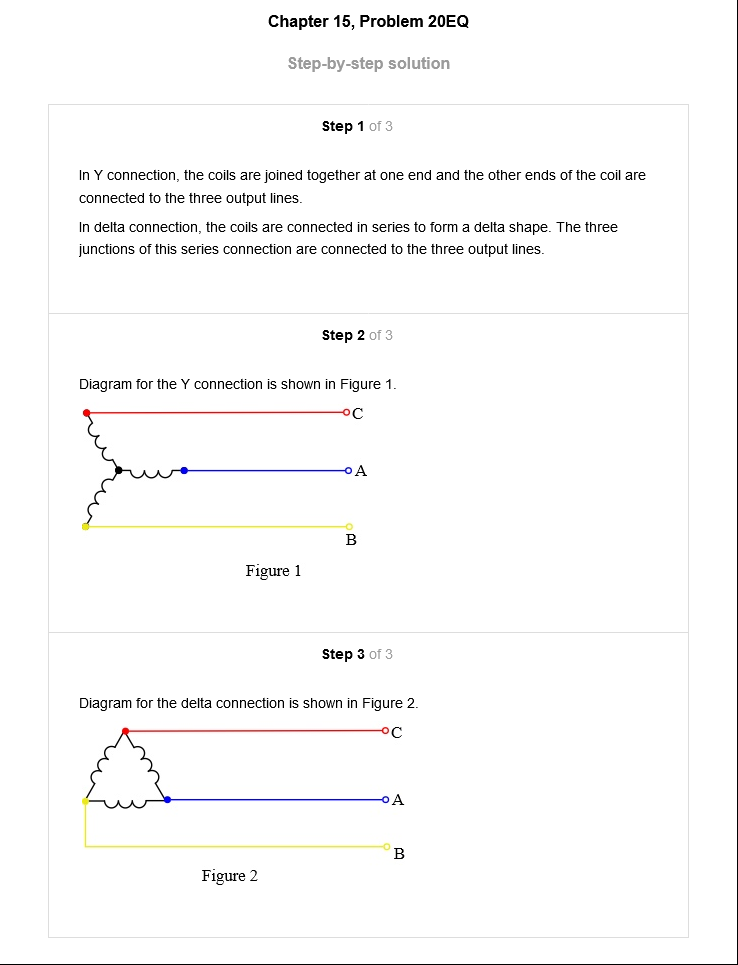 Chapter 15, Problem 20EQ
Step-by-step solution
Step 1 of 3
In Y connection, the coils are joined together at one end and the other ends of the coil are
connected to the three output lines.
In delta connection, the coils are connected in series to form a delta shape. The three
junctions of this series connection are connected to the three output lines.
Step 2 of 3
Diagram for the Y connection is shown in Figure 1.
C
A
B
Figure 1
Step 3 of 3
Diagram for the delta connection is shown in Figure 2.
C
A
B
Figure 2